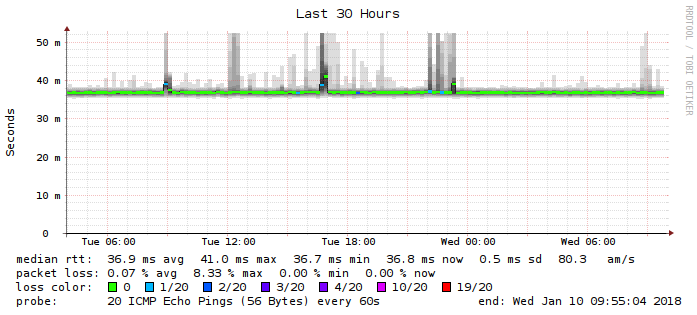 Last 30 Hours
RRDTOOL / TOBI OETIKER
Seconds
50 m
40 m
30 m
20 m
10 m
0
Tue 06:00 Tue 12:00 Tue 18:00 Wed 00:00 Wed 06:00
median rtt: 36.9 ms avg 41.0 ms max 36.7 ms min 36.8 ms now 0.5 ms sd 80.3 am/s
packet loss: 0.07 % avg 8.33 % max 0.00 % min 0.00 % now
loss color: 0 1/20 2/20 3/20 4/20 10/20 19/20
probe: 20 ICMP Echo Pings (56 Bytes) every 60s end: Wed Jan 10 09:55:04 2018